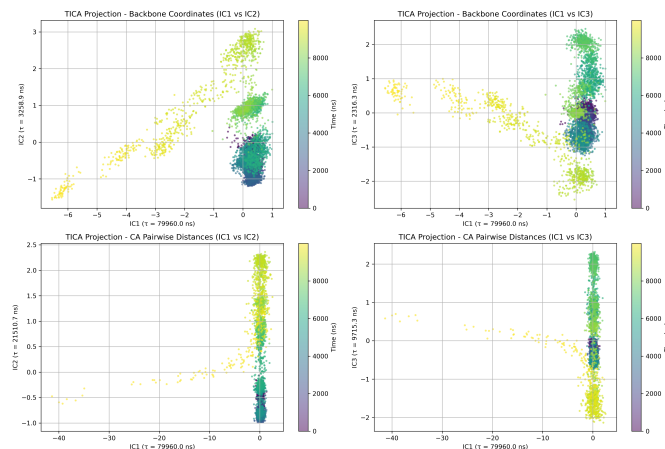 TICA Projection - Backbone Coordinates (IC1 vs IC2)
3
2
1
0
−1
IC2 (τ = 3258.9 ns)
−6 −5 −4 −3 −2 −1 0 1
IC1 (τ = 79960.0 ns)
8000
6000
4000
2000
0
Time (ns)
TICA Projection - Backbone Coordinates (IC1 vs IC3)
2
1
0
−1
−2
IC3 (τ = 2316.3 ns)
−6 −5 −4 −3 −2 −1 0 1
IC1 (τ = 79960.0 ns)
8000
6000
4000
2000
0
TICA Projection - CA Pairwise Distances (IC1 vs IC2)
2.5
2.0
1.5
1.0
0.5
0.0
−0.5
−1.0
IC2 (τ = 21510.7 ns)
−40 −30 −20 −10 0
IC1 (τ = 79960.0 ns)
8000
6000
4000
2000
0
Time (ns)
TICA Projection - CA Pairwise Distances (IC1 vs IC3)
2
1
0
−1
−2
IC3 (τ = 9715.3 ns)
−40 −30 −20 −10 0
IC1 (τ = 79960.0 ns)
8000
6000
4000
2000
0